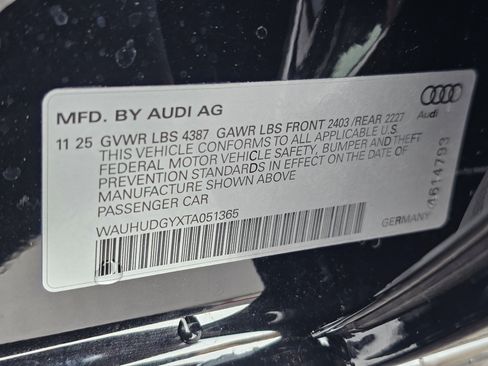 MFD. BY AUDI AG
Audi
11 25 GVWR LBS 4387 GAWR LBS FRONT 2403 /REAR 2227
THIS VEHICLE CONFORMS TO ALL APPLICABLE U.S.
FEDERAL MOTOR VEHICLE SAFETY, BUMPER AND THEFT
PREVENTION STANDARDS IN EFFECT ON THE DATE OF
MANUFACTURE SHOWN ABOVE
PASSENGER CAR
WAUHUDGYXTA051365
GERMANY
4614793